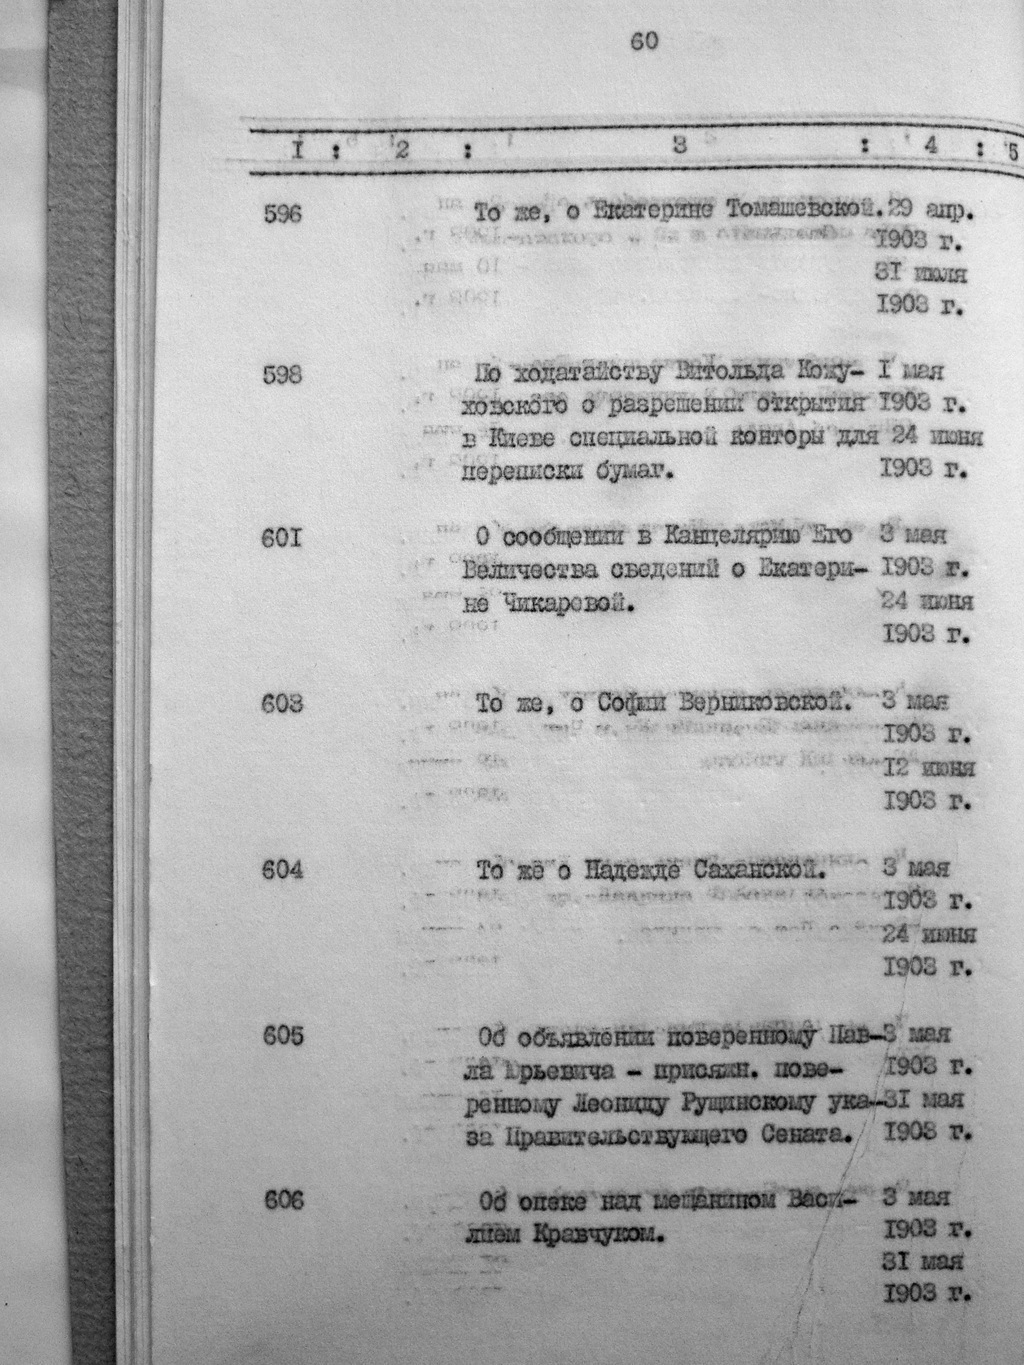 60
I : 2 : 3 : 4 : 5
596 То же, о Екатерине Томашевской. 29 апр.
1903 г.
31 июля
1903 г.
598 По ходатайству Витольда Кожу- I мая
ховского о разрешении открытия 1903 г.
в Киеве специальной конторы для 24 июня
переписки бумаг. 1903 г.
601 О сообщении в Канцелярию Его 3 мая
Величества сведений о Екатери- 1903 г.
не Чикаревой. 24 июня
1903 г.
603 То же, о Софии Верниковской. 3 мая
1903 г.
12 июня
1903 г.
604 То же о Надежде Саханской. 3 мая
1903 г.
24 июня
1903 г.
605 Об объявлении поверенному Пав- 3 мая
ла Юрьевича - присяжн. пове- 1903 г.
ренному Леониду Рущинскому ука- 31 мая
за Правительствующего Сената. 1903 г.
606 Об опеке над мещанином Васи- 3 мая
лием Кравчуком. 1903 г.
31 мая
1903 г.